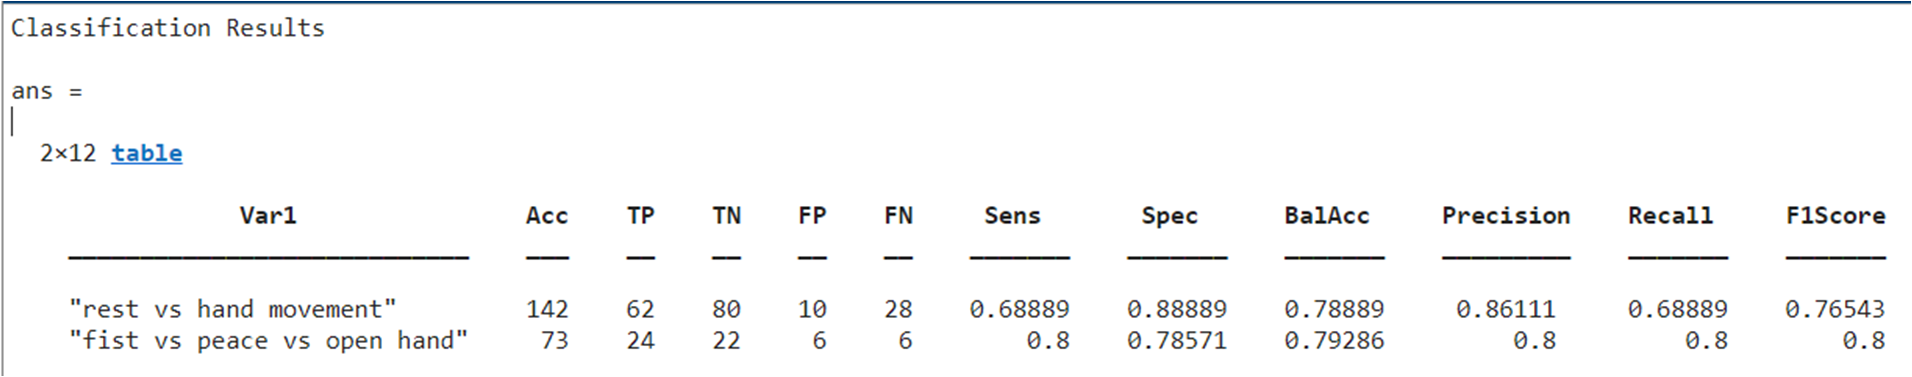 Classification Results
ans =
2×12 table
Var1 Acc TP TN FP FN Sens Spec BalAcc Precision Recall F1Score
"rest vs hand movement" 142 62 80 10 28 0.68889 0.88889 0.78889 0.86111 0.68889 0.76543
"fist vs peace vs open hand" 73 24 22 6 6 0.8 0.78571 0.79286 0.8 0.8 0.8